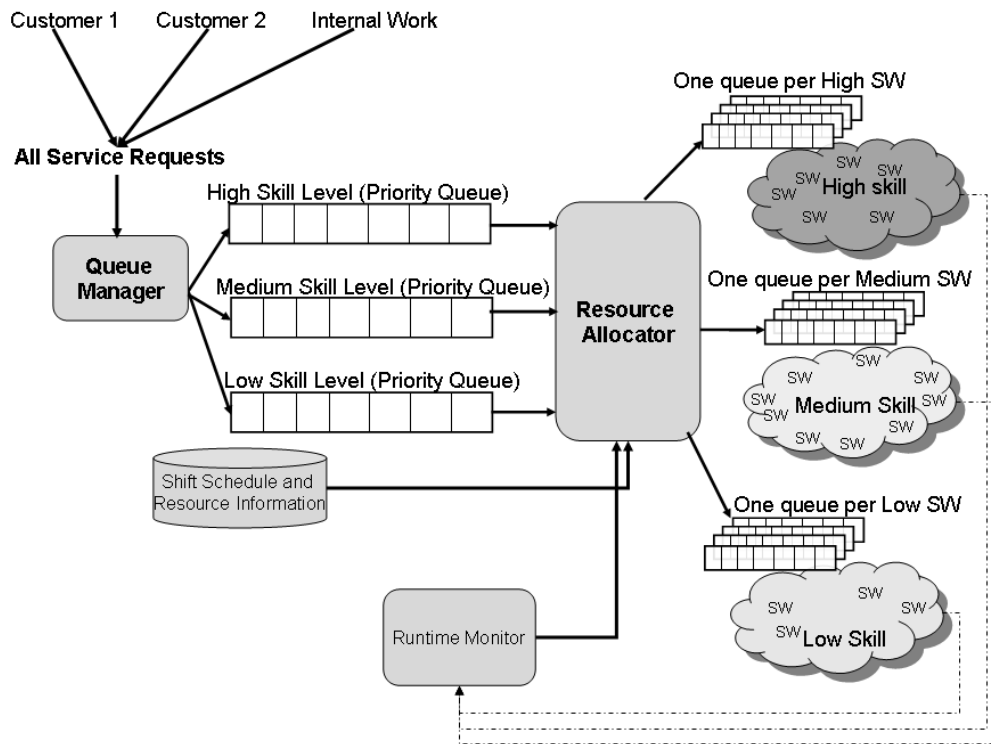 Customer 1
Customer 2
Internal Work
All Service Requests
Queue
Manager
High Skill Level (Priority Queue)
Medium Skill Level (Priority Queue)
Low Skill Level (Priority Queue)
Shift Schedule and
Resource Information
Runtime Monitor
Resource
Allocator
One queue per High SW
SW
SW
SW
SW
High skill
SW
SW
One queue per Medium SW
SW
SW
SW
SW
Medium Skill
SW
SW
SW
SW
One queue per Low SW
SW
SW
SW
SW
Low Skill